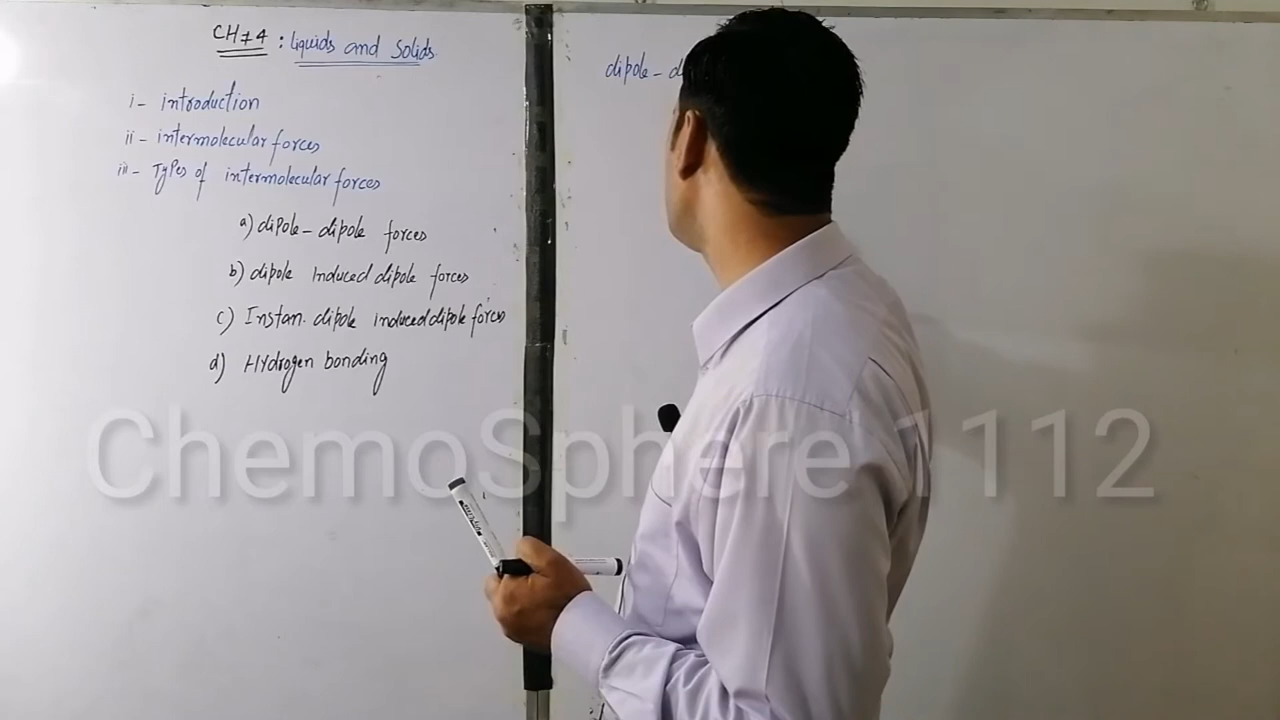 CH#4 : Liquids and Solids.
i - introduction
ii - intermolecular forces
iii - Types of intermolecular forces
a) dipole - dipole forces
b) dipole induced dipole forces
c) Instan. dipole induced dipole forces
d) Hydrogen bonding
dipole - d
ChemoSphere 1112